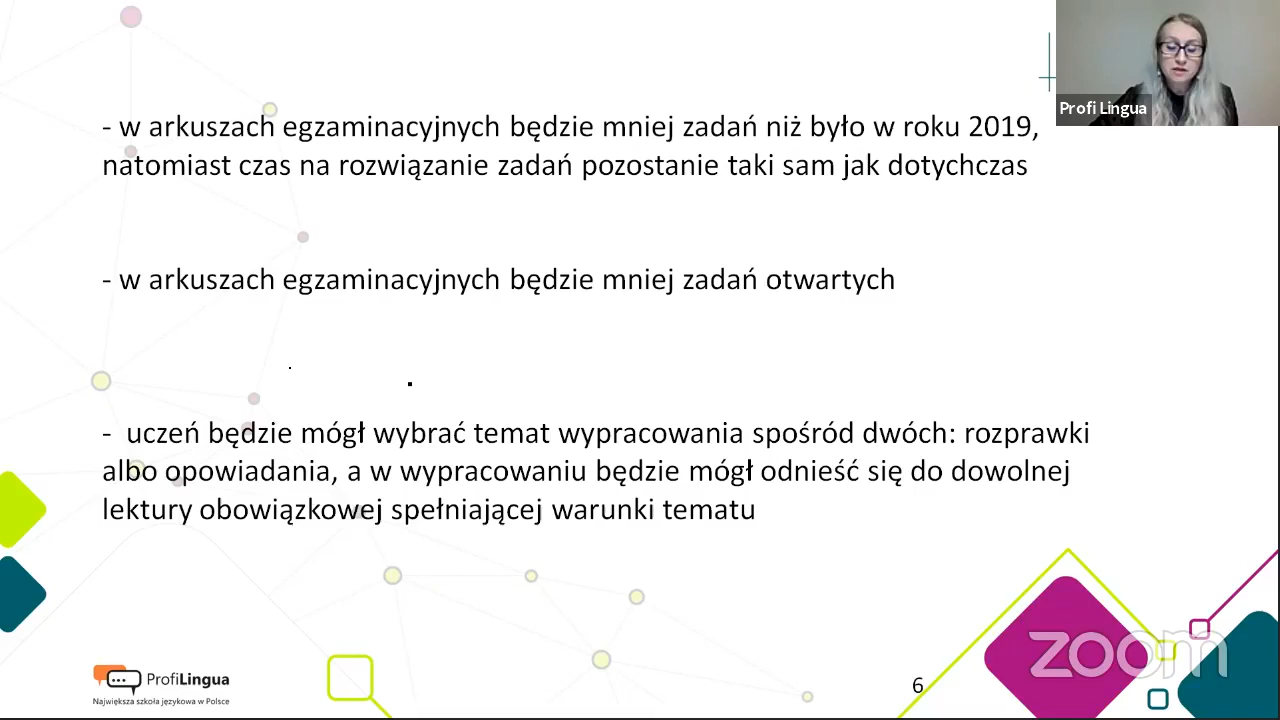 Profi Lingua
- w arkuszach egzaminacyjnych będzie mniej zadań niż było w roku 2019,
natomiast czas na rozwiązanie zadań pozostanie taki sam jak dotychczas
- w arkuszach egzaminacyjnych będzie mniej zadań otwartych
- uczeń będzie mógł wybrać temat wypracowania spośród dwóch: rozprawki
albo opowiadania, a w wypracowaniu będzie mógł odnieść się do dowolnej
lektury obowiązkowej spełniającej warunki tematu
ProfiLingua
Największa szkoła językowa w Polsce
6
zoom